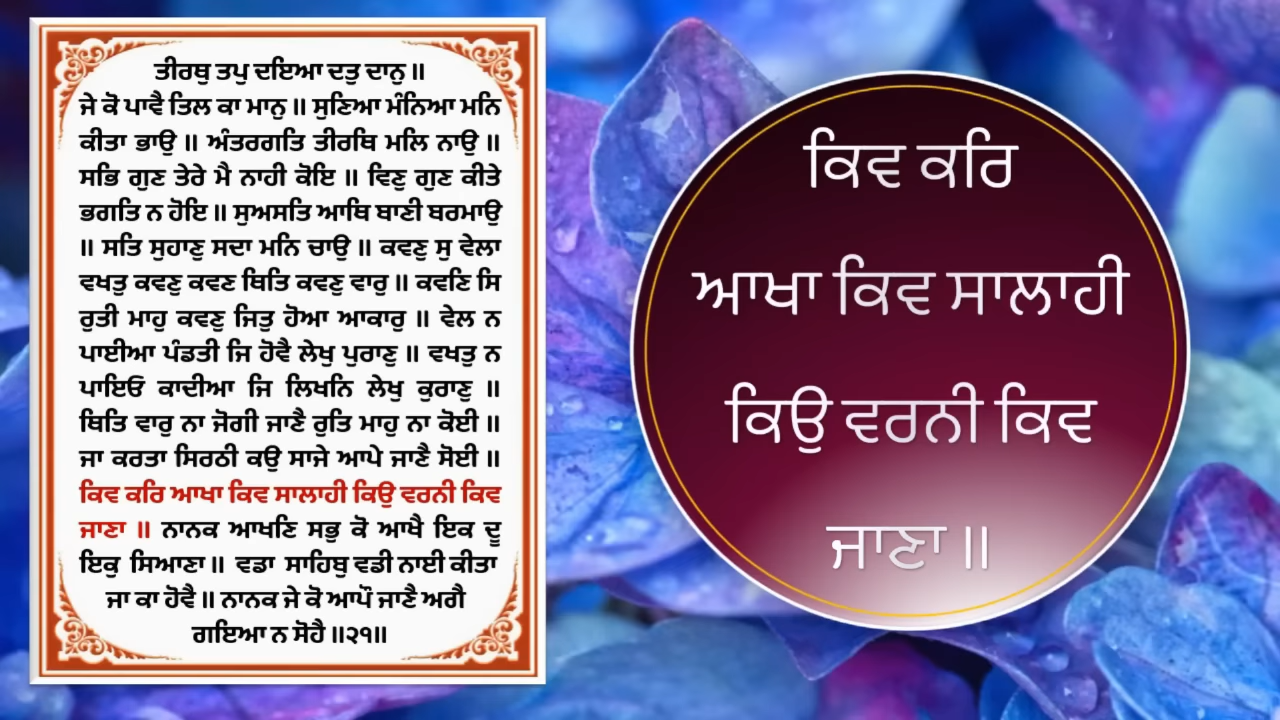 ਤੀਰਥੁ ਤਪੁ ਦਇਆ ਦਤੁ ਦਾਨੁ ॥
ਜੇ ਕੋ ਪਾਵੈ ਤਿਲ ਕਾ ਮਾਨੁ ॥ ਸੁਣਿਆ ਮੰਨਿਆ ਮਨਿ
ਕੀਤਾ ਭਾਉ ॥ ਅੰਤਰਗਤਿ ਤੀਰਥਿ ਮਲਿ ਨਾਉ ॥
ਸਭਿ ਗੁਣ ਤੇਰੇ ਮੈ ਨਾਹੀ ਕੋਇ ॥ ਵਿਣੁ ਗੁਣ ਕੀਤੇ
ਭਗਤਿ ਨ ਹੋਇ ॥ ਸੁਅਸਤਿ ਆਥਿ ਬਾਣੀ ਬਰਮਾਉ
॥ ਸਤਿ ਸੁਹਾਣੁ ਸਦਾ ਮਨਿ ਚਾਉ ॥ ਕਵਣੁ ਸੁ ਵੇਲਾ
ਵਖਤੁ ਕਵਣੁ ਕਵਣ ਥਿਤਿ ਕਵਣੁ ਵਾਰੁ ॥ ਕਵਣਿ ਸਿ
ਰੁਤੀ ਮਾਹੁ ਕਵਣੁ ਜਿਤੁ ਹੋਆ ਆਕਾਰੁ ॥ ਵੇਲ ਨ
ਪਾਈਆ ਪੰਡਤੀ ਜਿ ਹੋਵੈ ਲੇਖੁ ਪੁਰਾਣੁ ॥ ਵਖਤੁ ਨ
ਪਾਇਓ ਕਾਦੀਆ ਜਿ ਲਿਖਨਿ ਲੇਖੁ ਕੁਰਾਣੁ ॥
ਥਿਤਿ ਵਾਰੁ ਨਾ ਜੋਗੀ ਜਾਣੈ ਰੁਤਿ ਮਾਹੁ ਨਾ ਕੋਈ ॥
ਜਾ ਕਰਤਾ ਸਿਰਠੀ ਕਉ ਸਾਜੇ ਆਪੇ ਜਾਣੈ ਸੋਈ ॥
ਕਿਵ ਕਰਿ ਆਖਾ ਕਿਵ ਸਾਲਾਹੀ ਕਿਉ ਵਰਨੀ ਕਿਵ
ਜਾਣਾ ॥ ਨਾਨਕ ਆਖਣਿ ਸਭੁ ਕੋ ਆਖੈ ਇਕ ਦੂ
ਇਕੁ ਸਿਆਣਾ ॥ ਵਡਾ ਸਾਹਿਬੁ ਵਡੀ ਨਾਈ ਕੀਤਾ
ਜਾ ਕਾ ਹੋਵੈ ॥ ਨਾਨਕ ਜੇ ਕੋ ਆਪੌ ਜਾਣੈ ਅਗੈ
ਗਇਆ ਨ ਸੋਹੈ ॥੨੧॥
ਕਿਵ ਕਰਿ
ਆਖਾ ਕਿਵ ਸਾਲਾਹੀ
ਕਿਉ ਵਰਨੀ ਕਿਵ
ਜਾਣਾ ॥